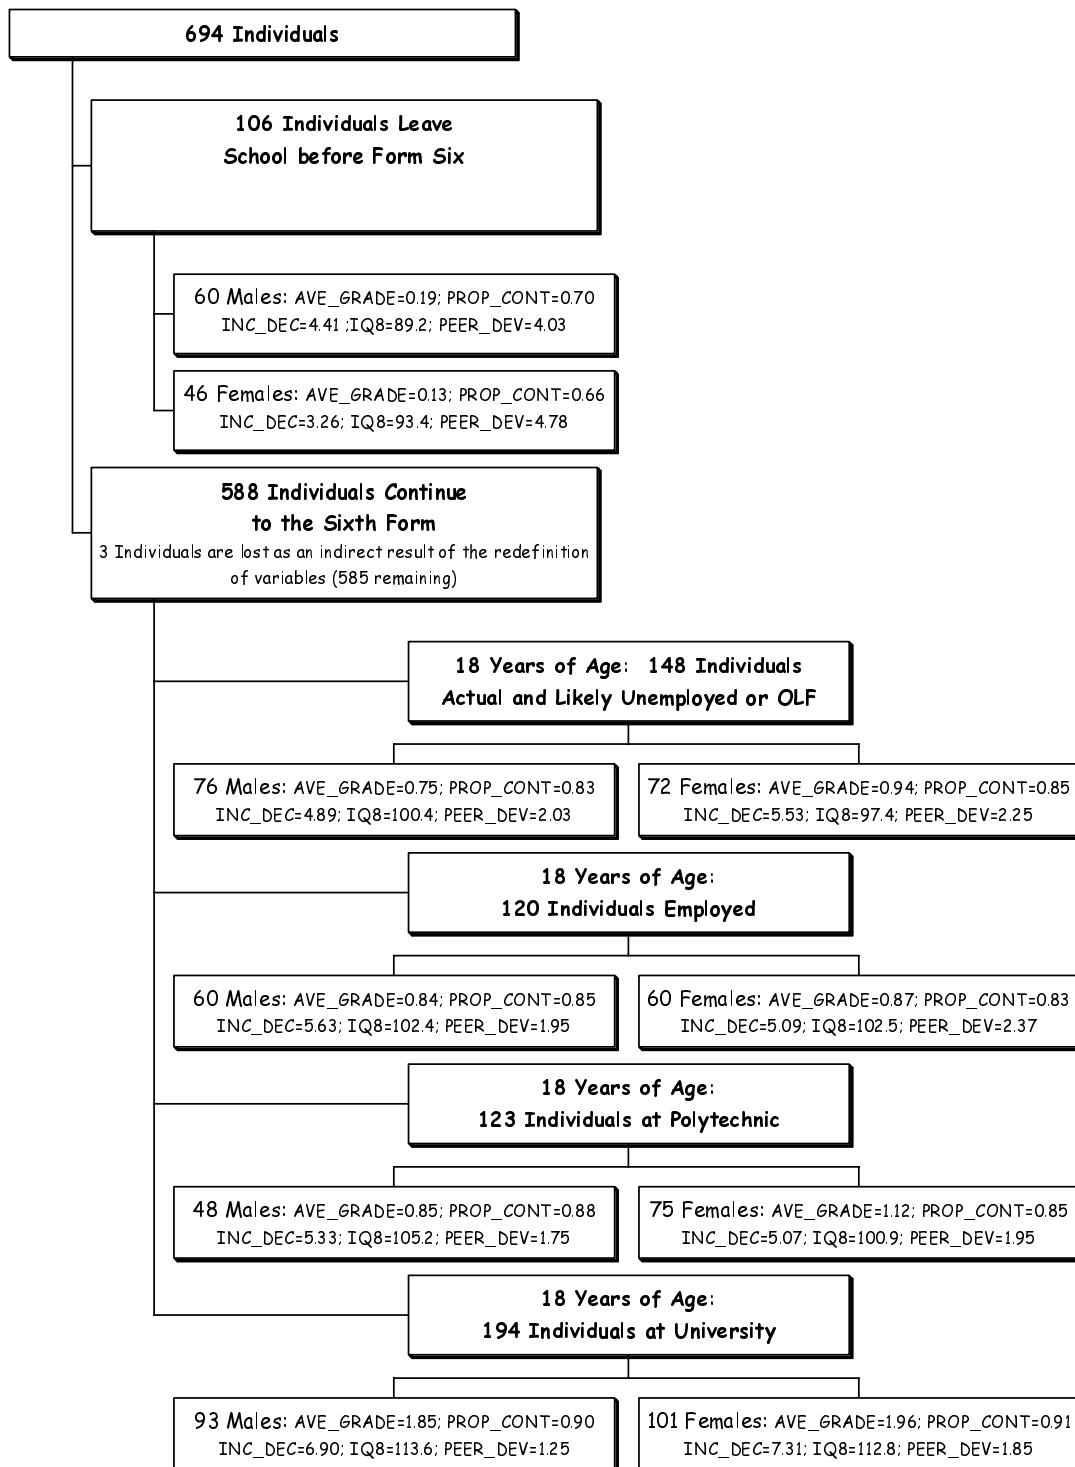 694 Individuals
106 Individuals Leave
School before Form Six
60 Males: AVE_GRADE=0.19; PROP_CONT=0.70
INC_DEC=4.41 ;IQ8=89.2; PEER_DEV=4.03
46 Females: AVE_GRADE=0.13; PROP_CONT=0.66
INC_DEC=3.26; IQ8=93.4; PEER_DEV=4.78
588 Individuals Continue
to the Sixth Form
3 Individuals are lost as an indirect result of the redefinition
of variables (585 remaining)
18 Years of Age: 148 Individuals
Actual and Likely Unemployed or OLF
76 Males: AVE_GRADE=0.75; PROP_CONT=0.83
INC_DEC=4.89; IQ8=100.4; PEER_DEV=2.03
72 Females: AVE_GRADE=0.94; PROP_CONT=0.85
INC_DEC=5.53; IQ8=97.4; PEER_DEV=2.25
18 Years of Age:
120 Individuals Employed
60 Males: AVE_GRADE=0.84; PROP_CONT=0.85
INC_DEC=5.63; IQ8=102.4; PEER_DEV=1.95
60 Females: AVE_GRADE=0.87; PROP_CONT=0.83
INC_DEC=5.09; IQ8=102.5; PEER_DEV=2.37
18 Years of Age:
123 Individuals at Polytechnic
48 Males: AVE_GRADE=0.85; PROP_CONT=0.88
INC_DEC=5.33; IQ8=105.2; PEER_DEV=1.75
75 Females: AVE_GRADE=1.12; PROP_CONT=0.85
INC_DEC=5.07; IQ8=100.9; PEER_DEV=1.95
18 Years of Age:
194 Individuals at University
93 Males: AVE_GRADE=1.85; PROP_CONT=0.90
INC_DEC=6.90; IQ8=113.6; PEER_DEV=1.25
101 Females: AVE_GRADE=1.96; PROP_CONT=0.91
INC_DEC=7.31; IQ8=112.8; PEER_DEV=1.85